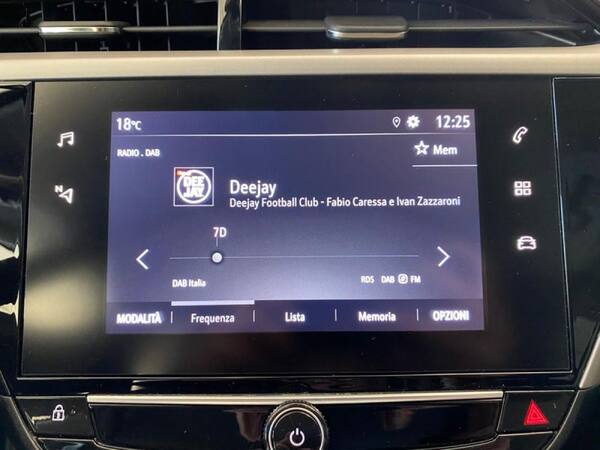 18°C
12:25
RADIO . DAB
Mem
DEE
JAY
Deejay
Deejay Football Club - Fabio Caressa e Ivan Zazzaroni
7D
DAB Italia
RDS DAB FM
MODALITÀ Frequenza Lista Memoria OPZIONI
N